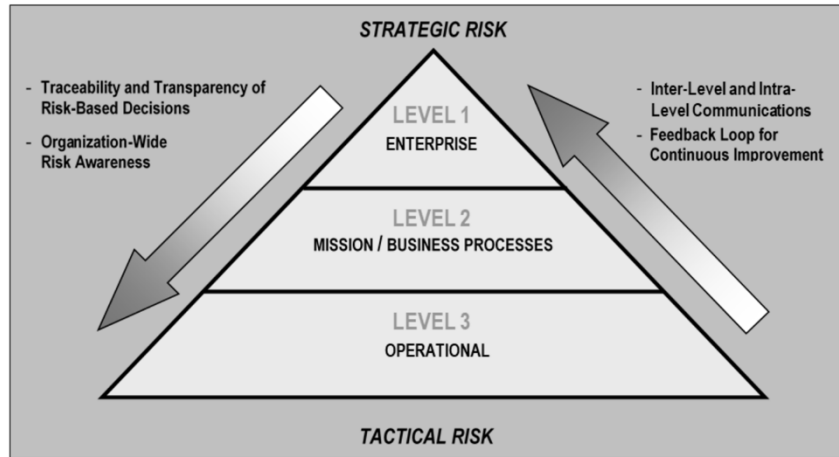 STRATEGIC RISK
- Traceability and Transparency of
Risk-Based Decisions
- Organization-Wide
Risk Awareness
- Inter-Level and Intra-
Level Communications
- Feedback Loop for
Continuous Improvement
LEVEL 1
ENTERPRISE
LEVEL 2
MISSION / BUSINESS PROCESSES
LEVEL 3
OPERATIONAL
TACTICAL RISK